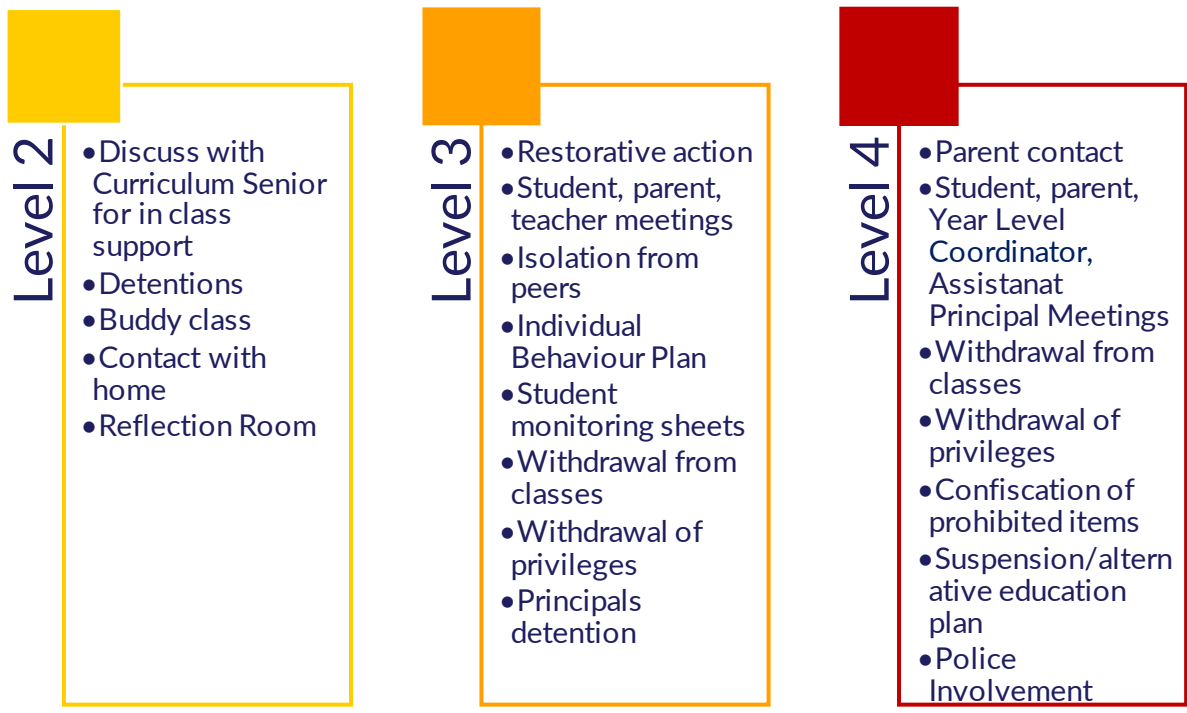 Level 2
•Discuss with
Curriculum Senior
for in class
support
•Detentions
•Buddy class
•Contact with
home
•Reflection Room
Level 3
•Restorative action
•Student, parent,
teacher meetings
•Isolation from
peers
•Individual
Behaviour Plan
•Student
monitoring sheets
•Withdrawal from
classes
•Withdrawal of
privileges
•Principals
detention
Level 4
•Parent contact
•Student, parent,
Year Level
Coordinator,
Assistanat
Principal Meetings
•Withdrawal from
classes
•Withdrawal of
privileges
•Confiscation of
prohibited items
•Suspension/altern
ative education
plan
•Police
Involvement